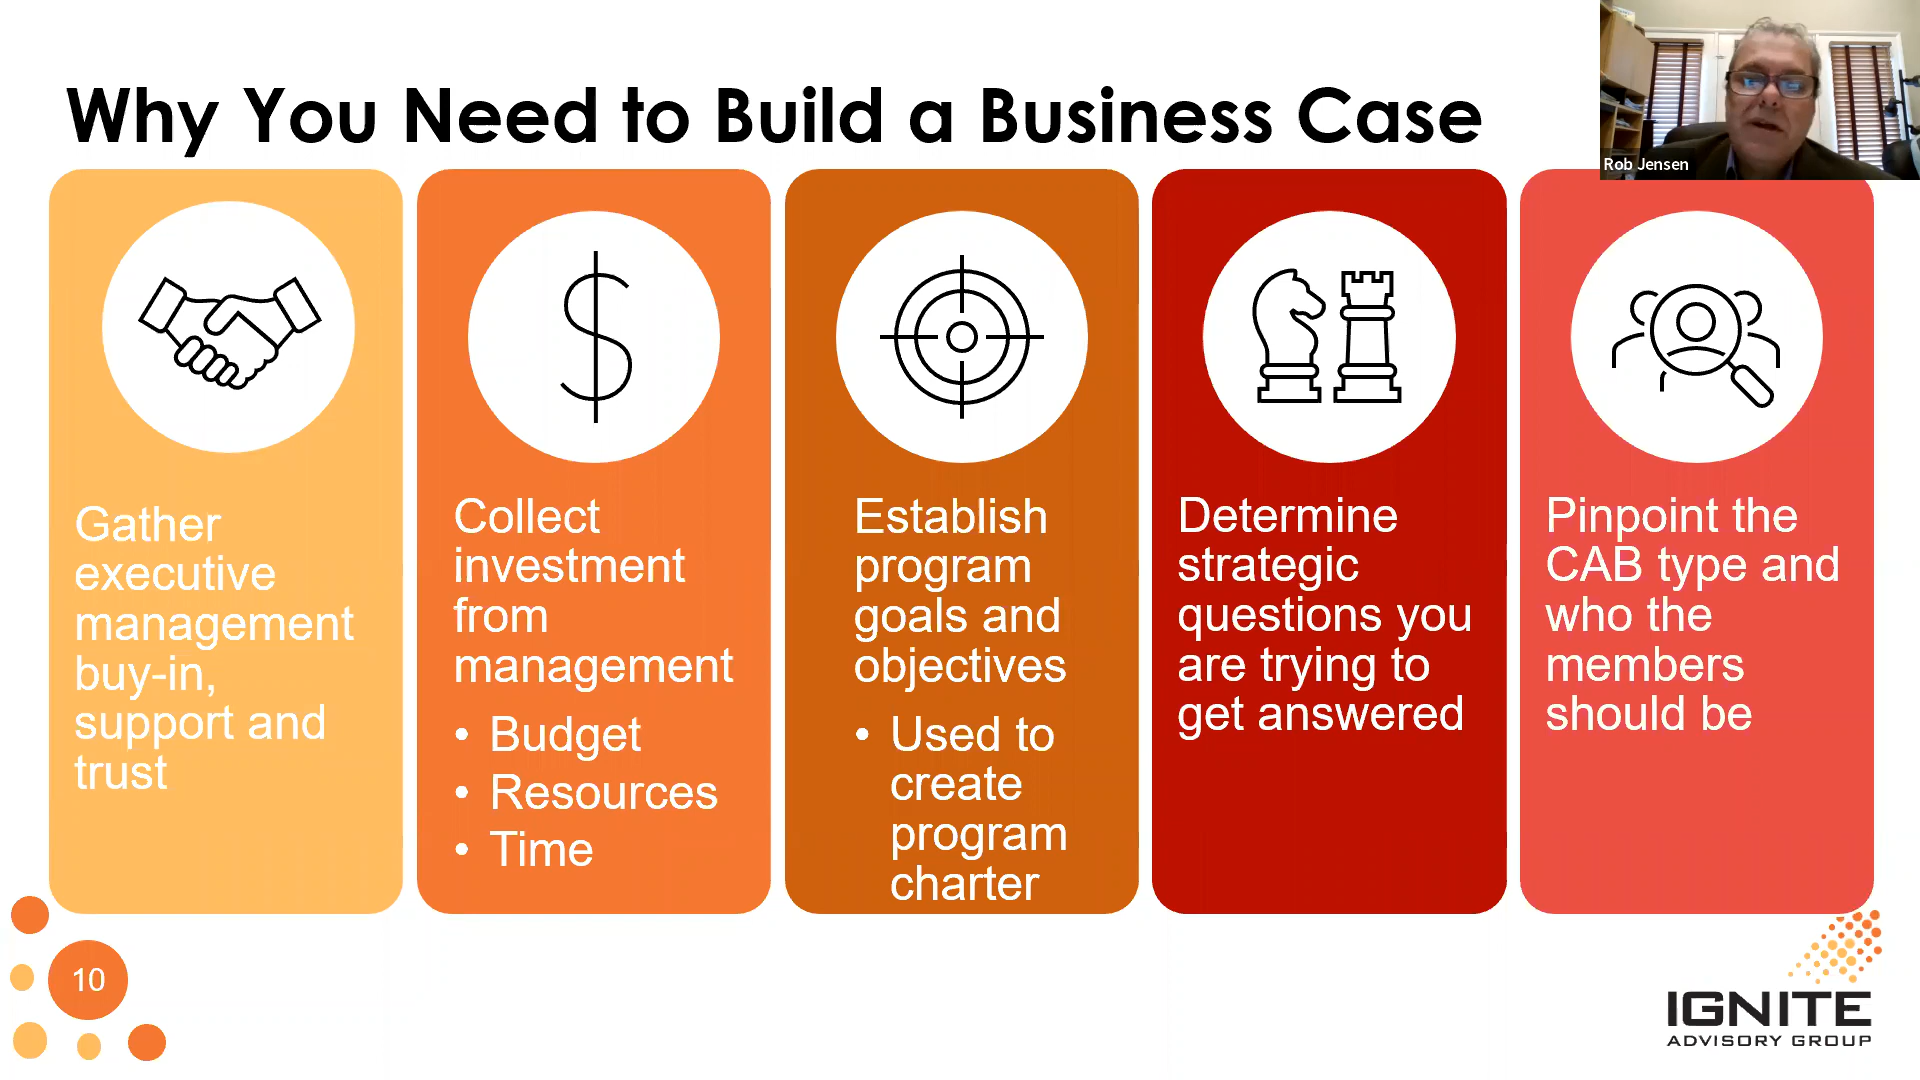 Why You Need to Build a Business Case
Rob Jensen
Gather
executive
management
buy-in,
support and
trust
Collect
investment
from
management
• Budget
• Resources
• Time
Establish
program
goals and
objectives
• Used to
create
program
charter
Determine
strategic
questions you
are trying to
get answered
Pinpoint the
CAB type and
who the
members
should be
10
IGNITE
ADVISORY GROUP